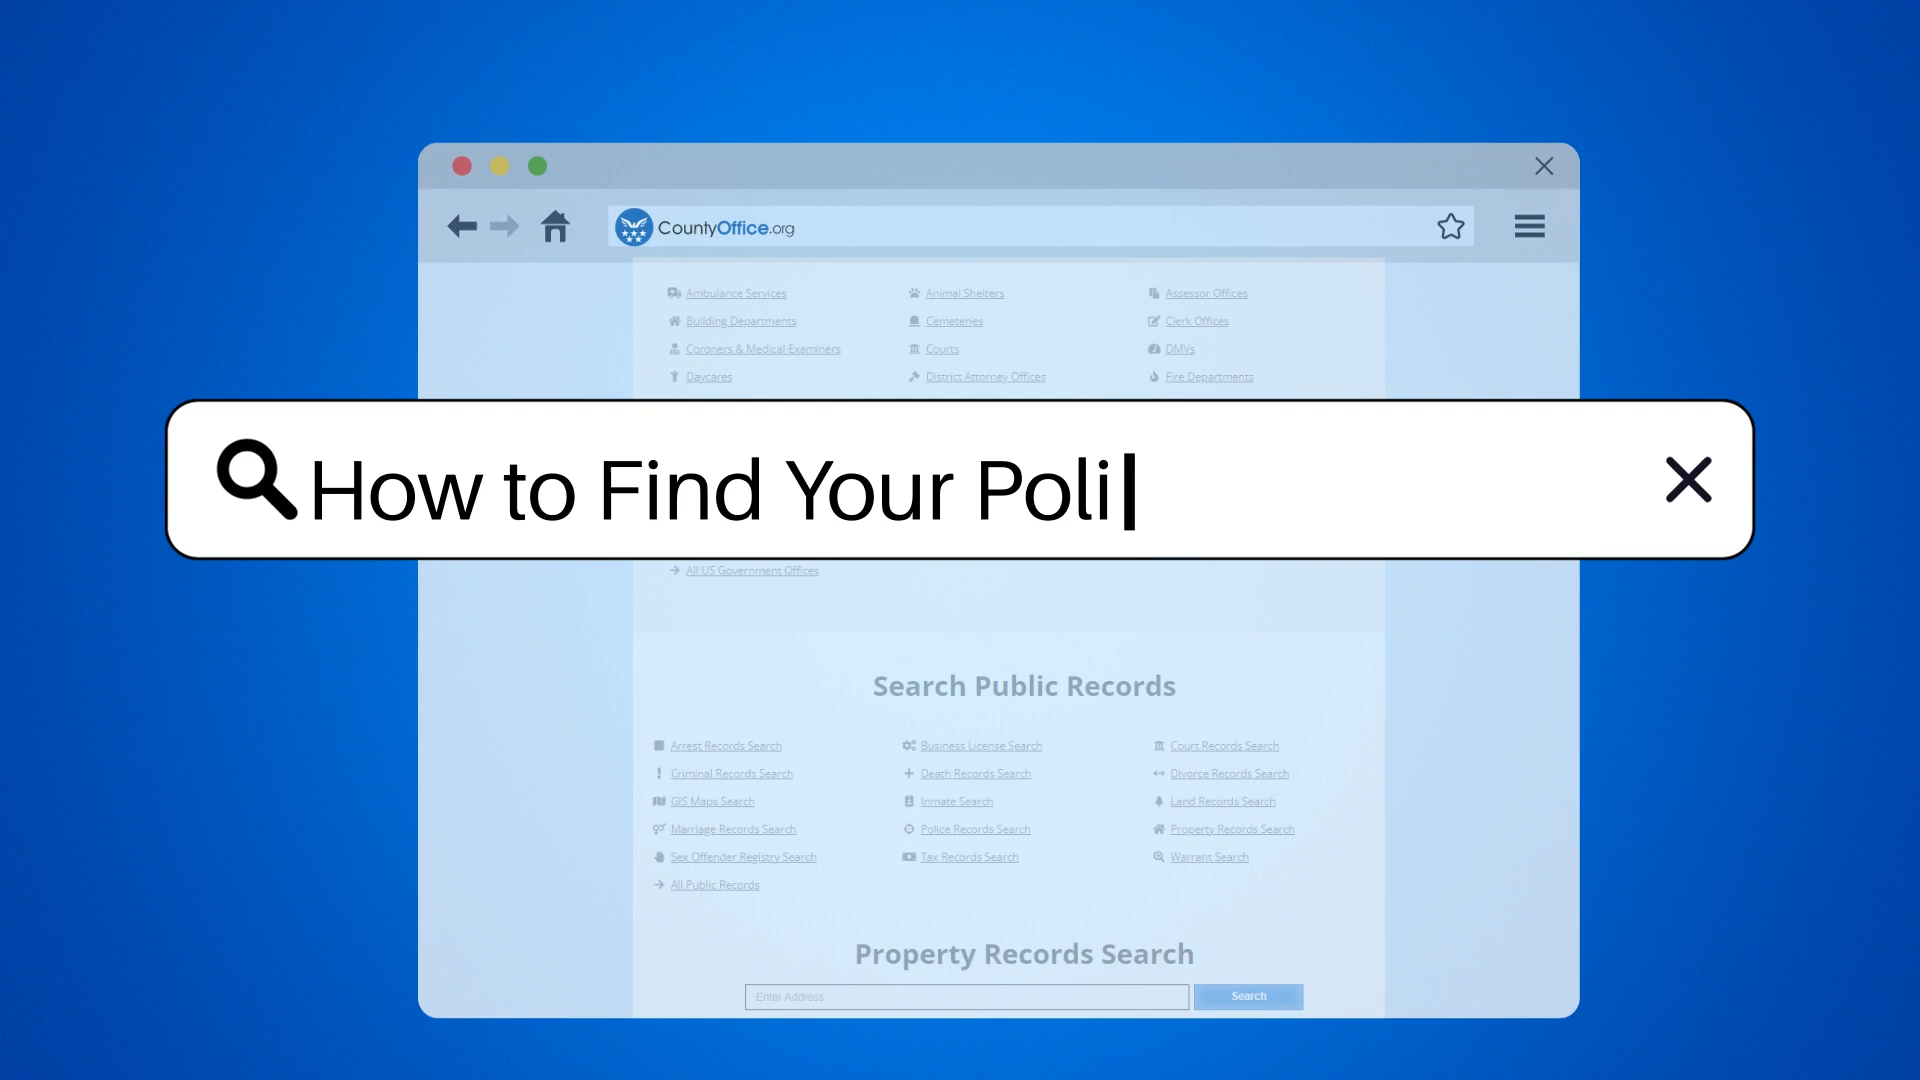 CountyOffice.org
Ambulance Services Animal Shelters Assessor Offices
Building Departments Cemeteries Clerk Offices
Coroners & Medical Examiners Courts DMVs
Daycares District Attorney Offices Fire Departments
How to Find Your Poli
All US Government Offices
Search Public Records
Arrest Records Search Business License Search Court Records Search
Criminal Records Search Death Records Search Divorce Records Search
GIS Maps Search Inmate Search Land Records Search
Marriage Records Search Police Records Search Property Records Search
Sex Offender Registry Search Tax Records Search Warrant Search
All Public Records
Property Records Search
Enter Address Search